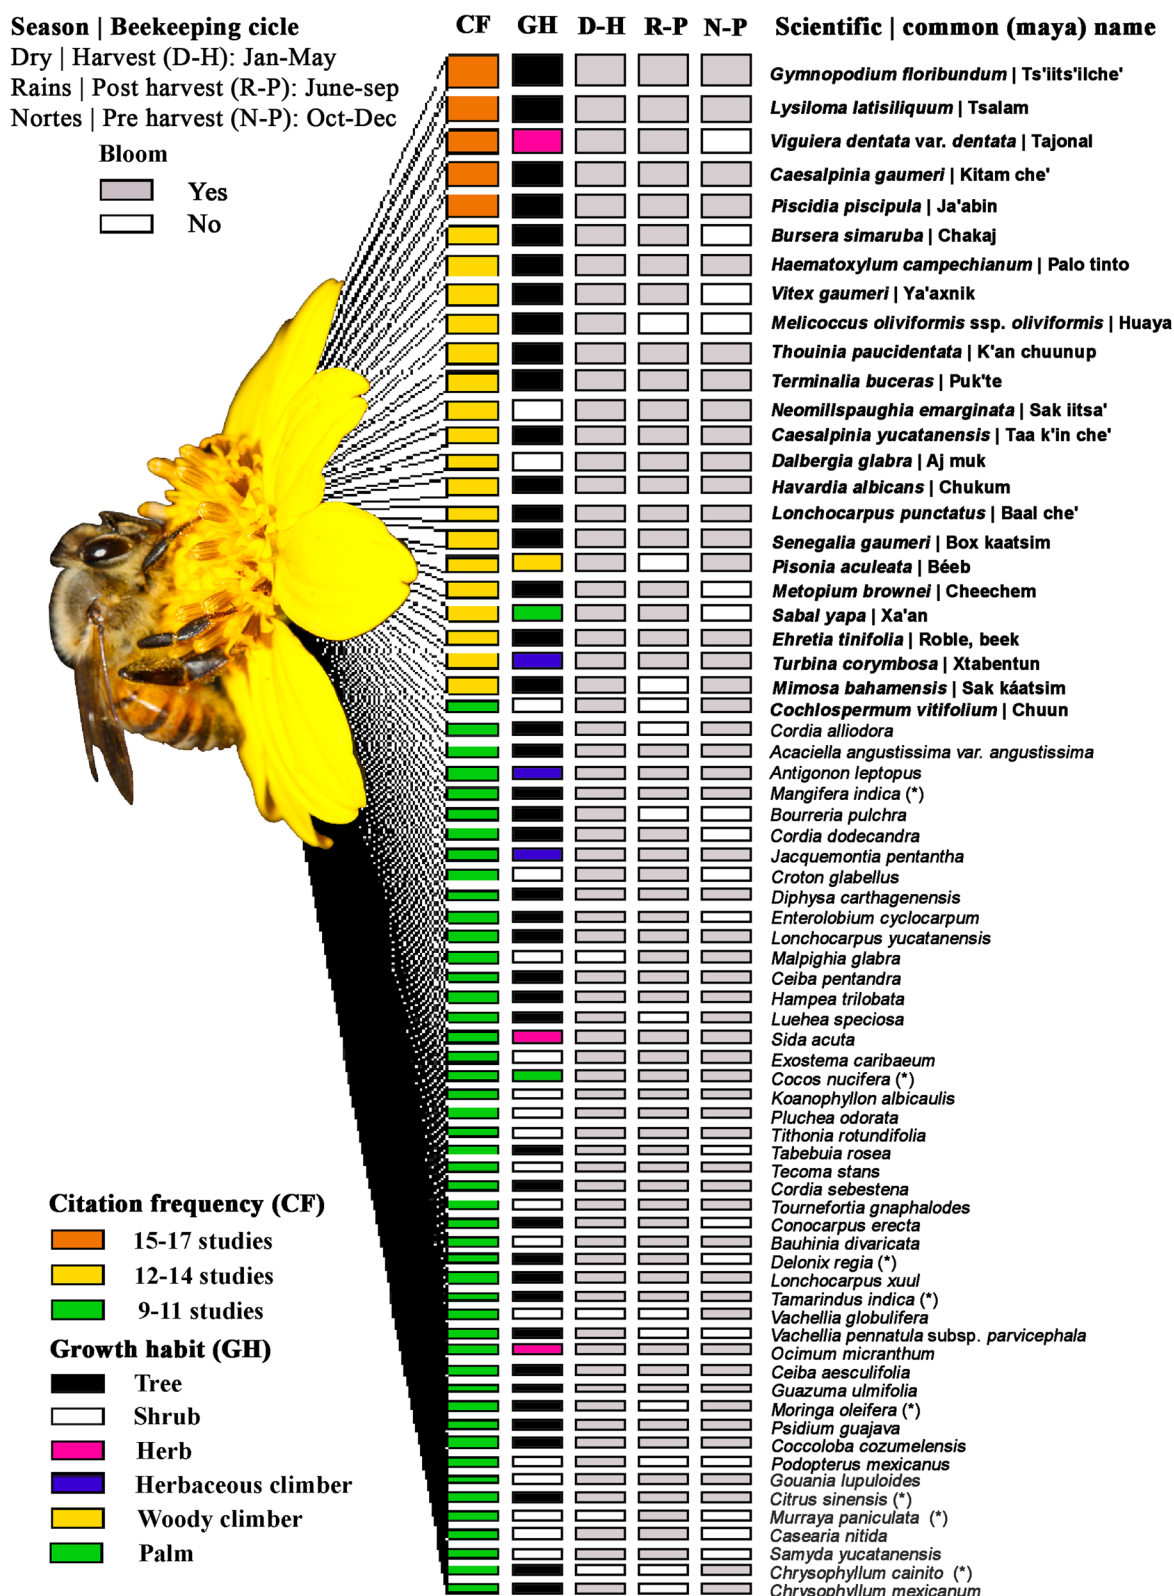 Season | Beekeeping cicle
Dry | Harvest (D-H): Jan-May
Rains | Post harvest (R-P): June-sep
Nortes | Pre harvest (N-P): Oct-Dec
Bloom
Yes
No
CF GH D-H R-P N-P Scientific | common (maya) name
Gymnopodium floribundum | Ts'iits'ilche'
Lysiloma latisiliquum | Tsalam
Viguiera dentata var. dentata | Tajonal
Caesalpinia gaumeri | Kitam che'
Piscidia piscipula | Ja'abin
Bursera simaruba | Chakaj
Haematoxylum campechianum | Palo tinto
Vitex gaumeri | Ya'axnik
Melicoccus oliviformis ssp. oliviformis | Huaya
Thouinia paucidentata | K'an chuunup
Terminalia buceras | Puk'te
Neomillspaughia emarginata | Sak iitsa'
Caesalpinia yucatanensis | Taa k'in che'
Dalbergia glabra | Aj muk
Havardia albicans | Chukum
Lonchocarpus punctatus | Baal che'
Senegalia gaumeri | Box kaatsim
Pisonia aculeata | Béeb
Metopium brownei | Cheechem
Sabal yapa | Xa'an
Ehretia tinifolia | Roble, beek
Turbina corymbosa | Xtabentun
Mimosa bahamensis | Sak káatsim
Cochlospermum vitifolium | Chuun
Cordia alliodora
Acaciella angustissima var. angustissima
Antigonon leptopus
Mangifera indica (*)
Bourreria pulchra
Cordia dodecandra
Jacquemontia pentantha
Croton glabellus
Diphysa carthagenensis
Enterolobium cyclocarpum
Lonchocarpus yucatanensis
Malpighia glabra
Ceiba pentandra
Hampea trilobata
Luehea speciosa
Sida acuta
Exostema caribaeum
Cocos nucifera (*)
Koanophyllon albicaulis
Pluchea odorata
Tithonia rotundifolia
Tabebuia rosea
Tecoma stans
Cordia sebestena
Tournefortia gnaphalodes
Conocarpus erecta
Bauhinia divaricata
Delonix regia (*)
Lonchocarpus xuul
Tamarindus indica (*)
Vachellia globulifera
Vachellia pennatula subsp. parvicephala
Ocimum micranthum
Ceiba aesculifolia
Guazuma ulmifolia
Moringa oleifera (*)
Psidium guajava
Coccoloba cozumelensis
Podopterus mexicanus
Gouania lupuloides
Citrus sinensis (*)
Murraya paniculata (*)
Casearia nitida
Samyda yucatanensis
Chrysophyllum cainito (*)
Chrysophyllum mexicanum
Citation frequency (CF)
15-17 studies
12-14 studies
9-11 studies
Growth habit (GH)
Tree
Shrub
Herb
Herbaceous climber
Woody climber
Palm